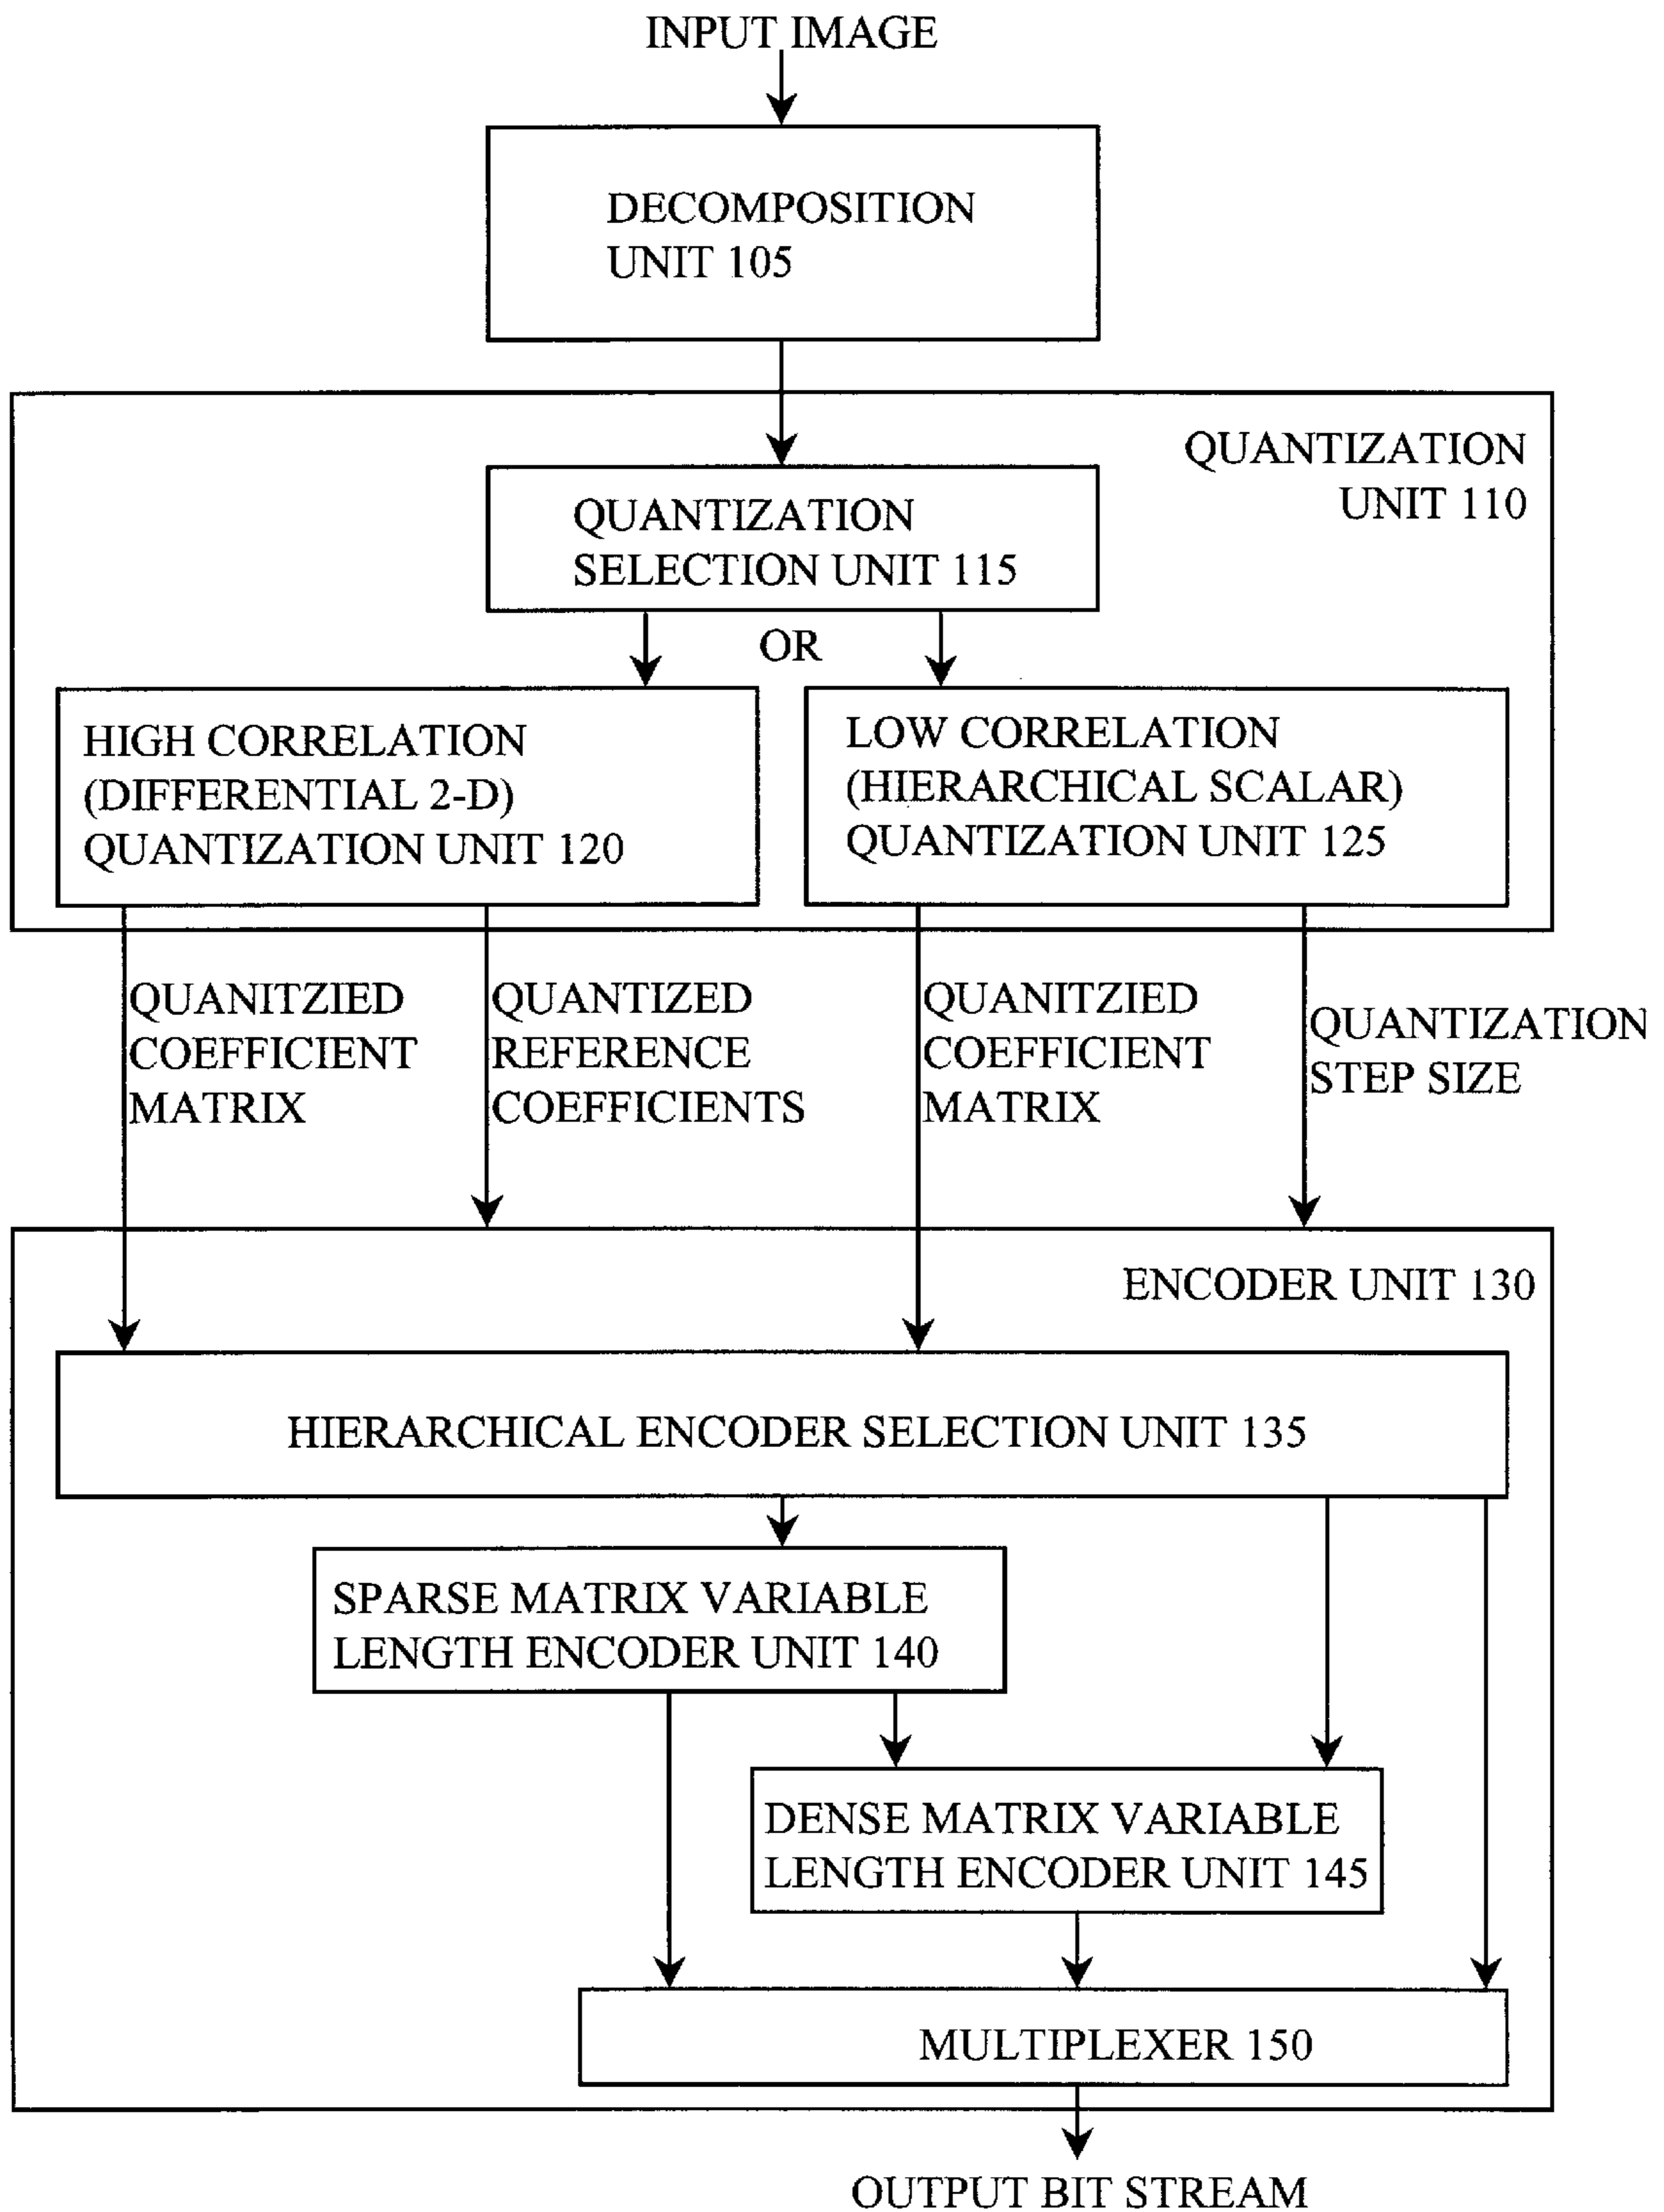 INPUT IMAGE
DECOMPOSITION
UNIT 105
QUANTIZATION
UNIT 110
QUANTIZATION
SELECTION UNIT 115
OR
HIGH CORRELATION
(DIFFERENTIAL 2-D)
QUANTIZATION UNIT 120
LOW CORRELATION
(HIERARCHICAL SCALAR)
QUANTIZATION UNIT 125
QUANITZIED
COEFFICIENT
MATRIX
QUANTIZED
REFERENCE
COEFFICIENTS
QUANITZIED
COEFFICIENT
MATRIX
QUANTIZATION
STEP SIZE
ENCODER UNIT 130
HIERARCHICAL ENCODER SELECTION UNIT 135
SPARSE MATRIX VARIABLE
LENGTH ENCODER UNIT 140
DENSE MATRIX VARIABLE
LENGTH ENCODER UNIT 145
MULTIPLEXER 150
OUTPUT BIT STREAM